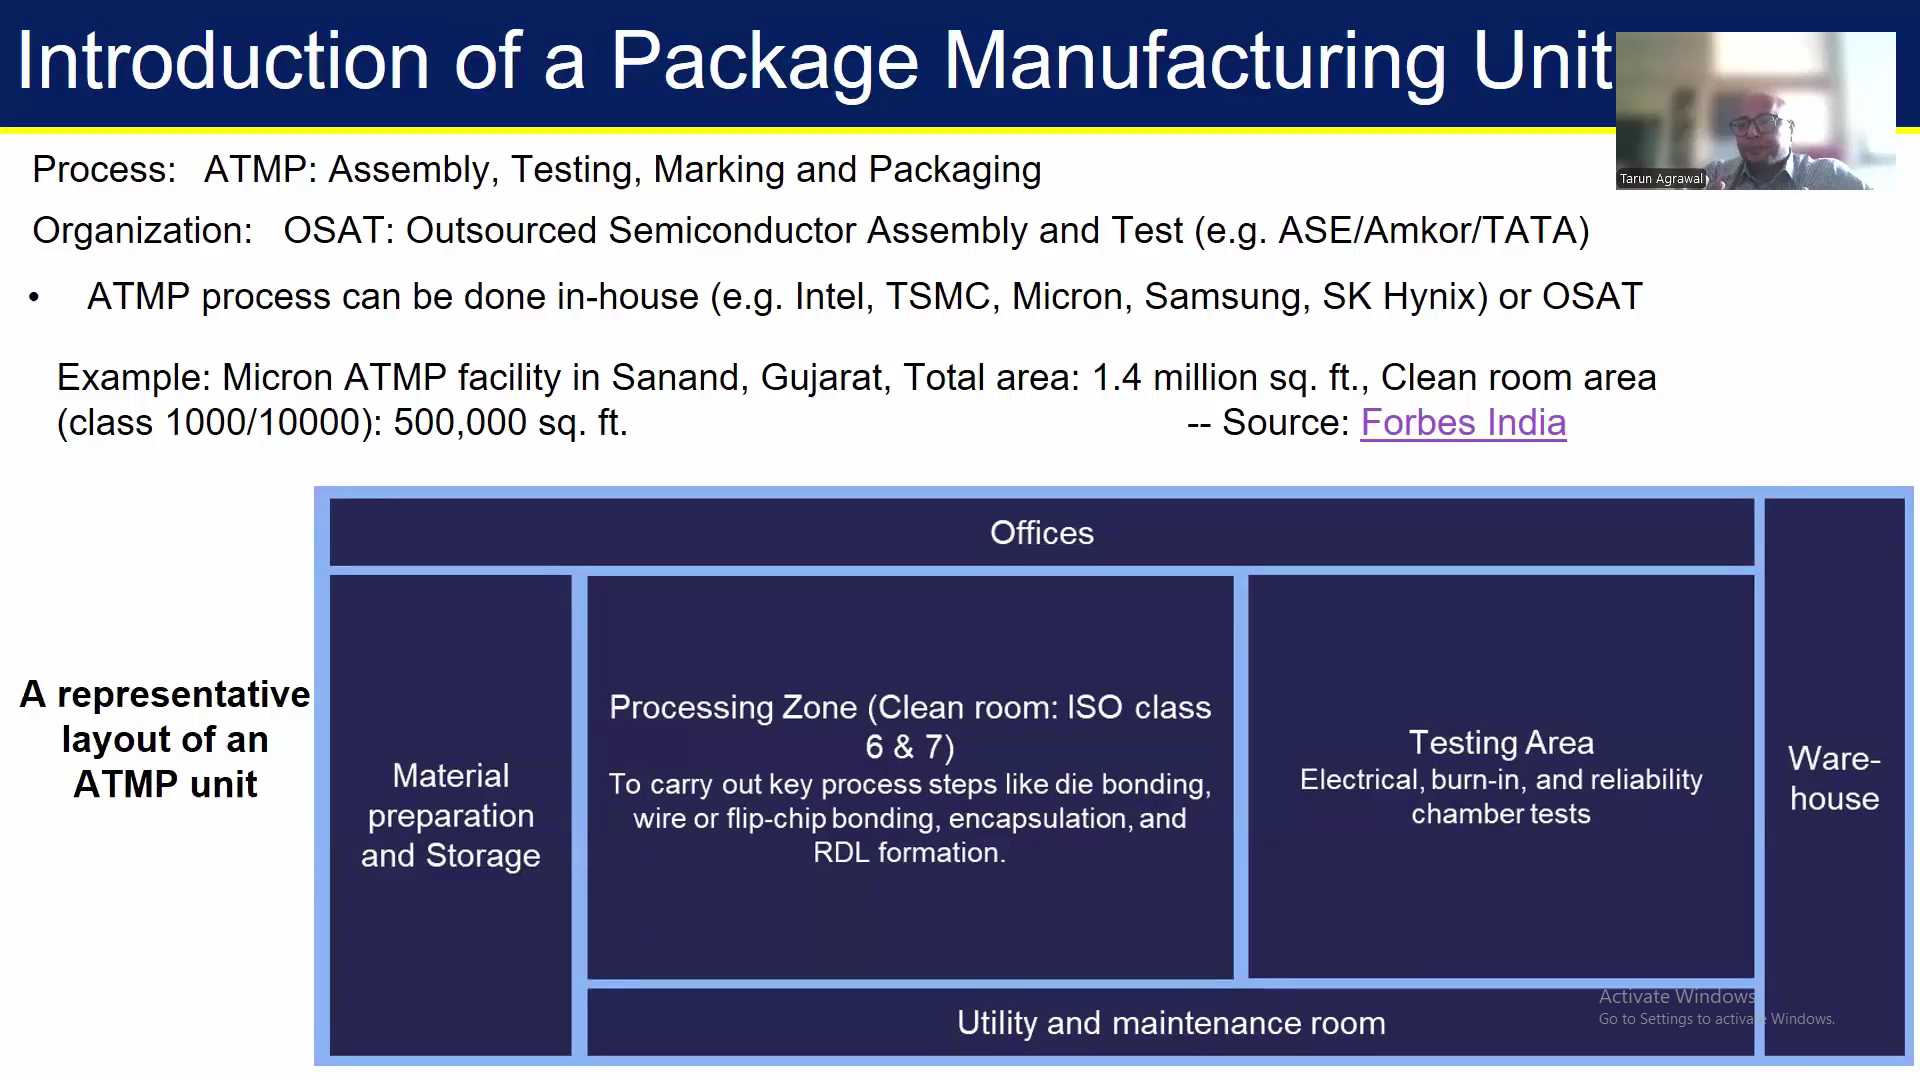 Introduction of a Package Manufacturing Unit
Tarun Agrawal
Process: ATMP: Assembly, Testing, Marking and Packaging
Organization: OSAT: Outsourced Semiconductor Assembly and Test (e.g. ASE/Amkor/TATA)
• ATMP process can be done in-house (e.g. Intel, TSMC, Micron, Samsung, SK Hynix) or OSAT
Example: Micron ATMP facility in Sanand, Gujarat, Total area: 1.4 million sq. ft., Clean room area
(class 1000/10000): 500,000 sq. ft. -- Source: Forbes India
A representative
layout of an
ATMP unit
Offices
Material
preparation
and Storage
Processing Zone (Clean room: ISO class
6 & 7)
To carry out key process steps like die bonding,
wire or flip-chip bonding, encapsulation, and
RDL formation.
Testing Area
Electrical, burn-in, and reliability
chamber tests
Ware-
house
Utility and maintenance room
Activate Windows
Go to Settings to activate Windows.